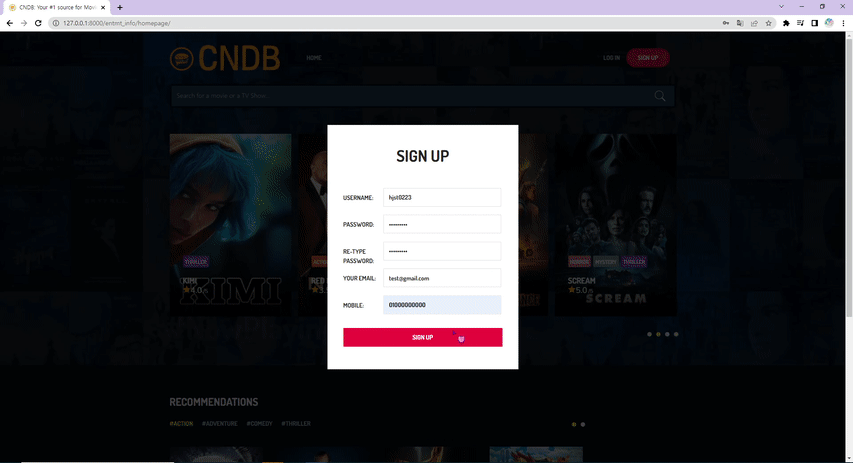 CNDB: Your #1 source for Mov
127.0.0.1:8000/entmt_info/homepage/
CNDB
HOME
LOG IN
SIGN UP
Search for a movie or a TV Show
SIGN UP
USERNAME:
hjst0223
PASSWORD:
•••••••••
RE-TYPE
PASSWORD:
•••••••••
YOUR EMAIL:
test@gmail.com
MOBILE:
01000000000
SIGN UP
THRILLER
KIMI
4.0
KIMI
RED
HORROR
MYSTERY
THRILLER
SCREAM
5.0
SCREAM
RECOMMENDATIONS
#ACTION #ADVENTURE #COMEDY #THRILLER